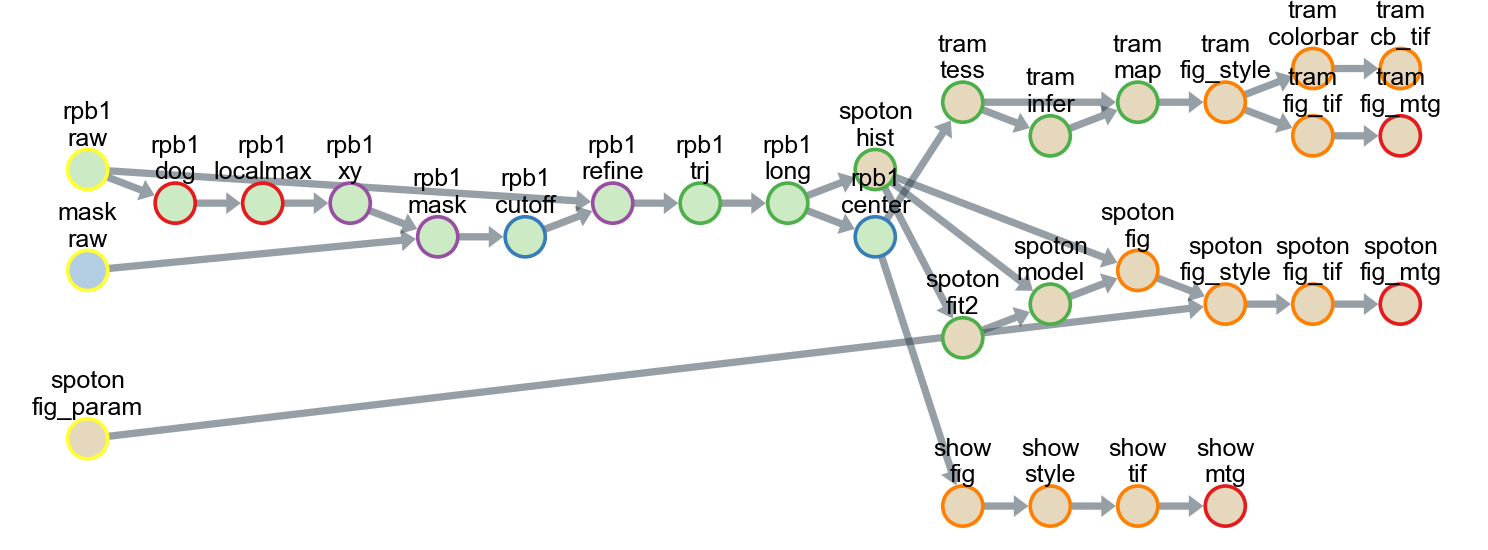 rpb1
raw
mask
raw
spoton
fig_param
rpb1
dog
rpb1
localmax
rpb1
xy
rpb1
mask
rpb1
cutoff
rpb1
refine
rpb1
trj
rpb1
long
spoton
hist
rpb1
center
tram
tess
tram
infer
tram
map
tram
fig_style
tram
colorbar
tram
cb_tif
tram
fig_tif
tram
fig_mtg
spoton
fit2
spoton
model
spoton
fig
spoton
fig_style
spoton
fig_tif
spoton
fig_mtg
show
fig
show
style
show
tif
show
mtg